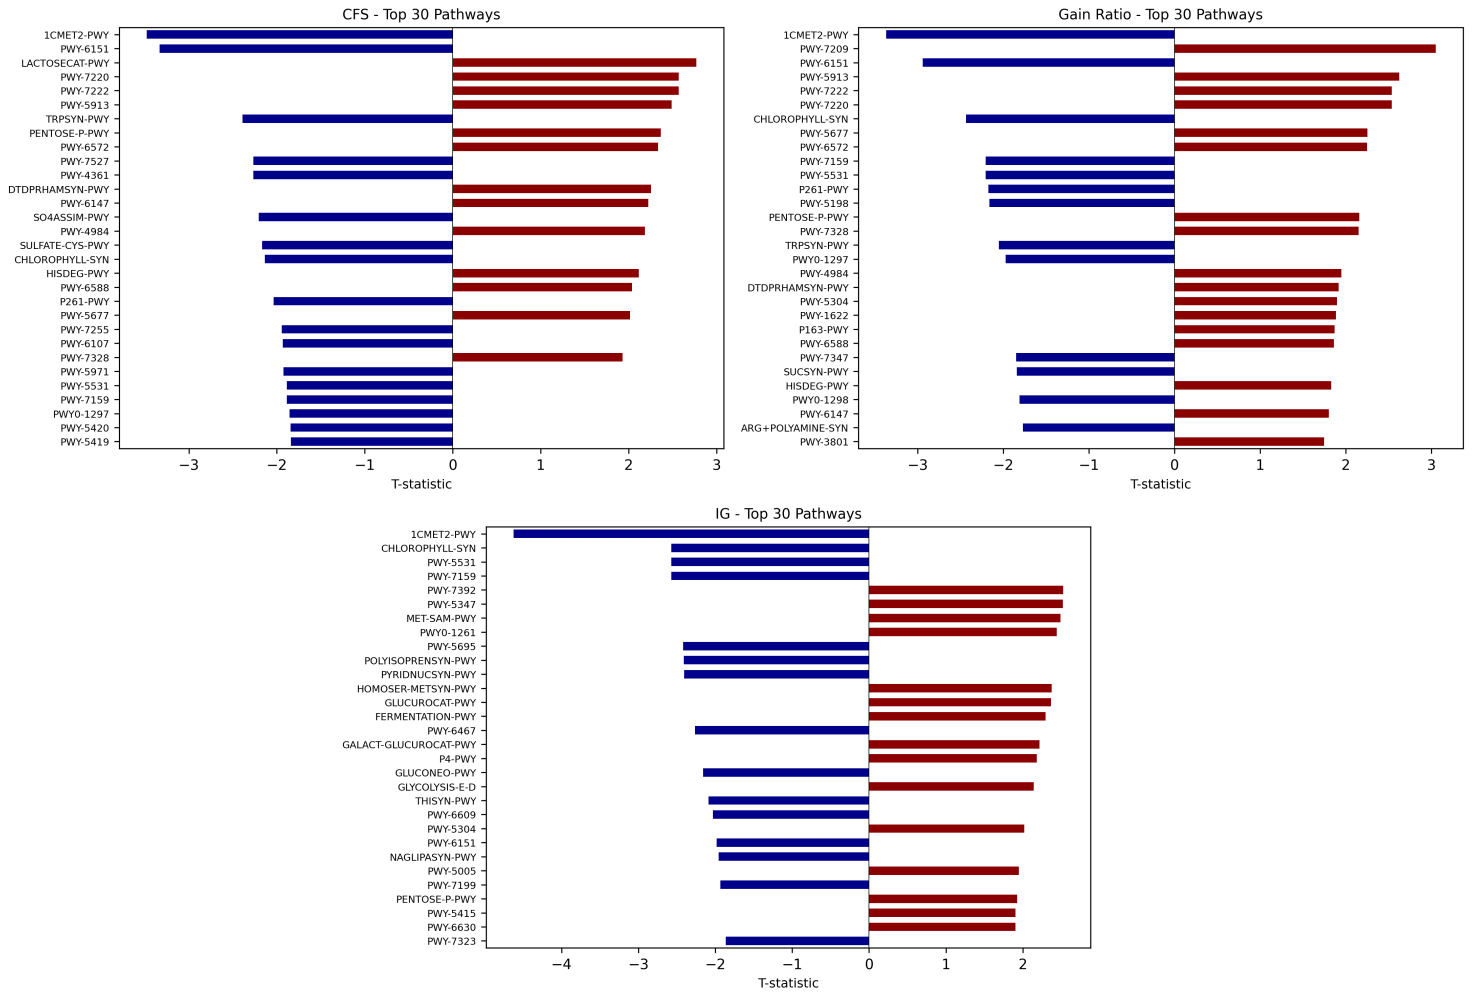 CFS - Top 30 Pathways
1CMET2-PWY
PWY-6151
LACTOSECAT-PWY
PWY-7220
PWY-7222
PWY-5913
TRPSYN-PWY
PENTOSE-P-PWY
PWY-6572
PWY-7527
PWY-4361
DTDPRHAMSYN-PWY
PWY-6147
SO4ASSIM-PWY
PWY-4984
SULFATE-CYS-PWY
CHLOROPHYLL-SYN
HISDEG-PWY
PWY-6588
P261-PWY
PWY-5677
PWY-7255
PWY-6107
PWY-7328
PWY-5971
PWY-5531
PWY-7159
PWY0-1297
PWY-5420
PWY-5419
−3 −2 −1 0 1 2 3
T-statistic
Gain Ratio - Top 30 Pathways
1CMET2-PWY
PWY-7209
PWY-6151
PWY-5913
PWY-7222
PWY-7220
CHLOROPHYLL-SYN
PWY-5677
PWY-6572
PWY-7159
PWY-5531
P261-PWY
PWY-5198
PENTOSE-P-PWY
PWY-7328
TRPSYN-PWY
PWY0-1297
PWY-4984
DTDPRHAMSYN-PWY
PWY-5304
PWY-1622
P163-PWY
PWY-6588
PWY-7347
SUCSYN-PWY
HISDEG-PWY
PWY0-1298
PWY-6147
ARG+POLYAMINE-SYN
PWY-3801
−3 −2 −1 0 1 2 3
T-statistic
IG - Top 30 Pathways
1CMET2-PWY
CHLOROPHYLL-SYN
PWY-5531
PWY-7159
PWY-7392
PWY-5347
MET-SAM-PWY
PWY0-1261
PWY-5695
POLYISOPRENSYN-PWY
PYRIDNUCSYN-PWY
HOMOSER-METSYN-PWY
GLUCUROCAT-PWY
FERMENTATION-PWY
PWY-6467
GALACT-GLUCUROCAT-PWY
P4-PWY
GLUCONEO-PWY
GLYCOLYSIS-E-D
THISYN-PWY
PWY-6609
PWY-5304
PWY-6151
NAGLIPASYN-PWY
PWY-5005
PWY-7199
PENTOSE-P-PWY
PWY-5415
PWY-6630
PWY-7323
−4 −3 −2 −1 0 1 2
T-statistic